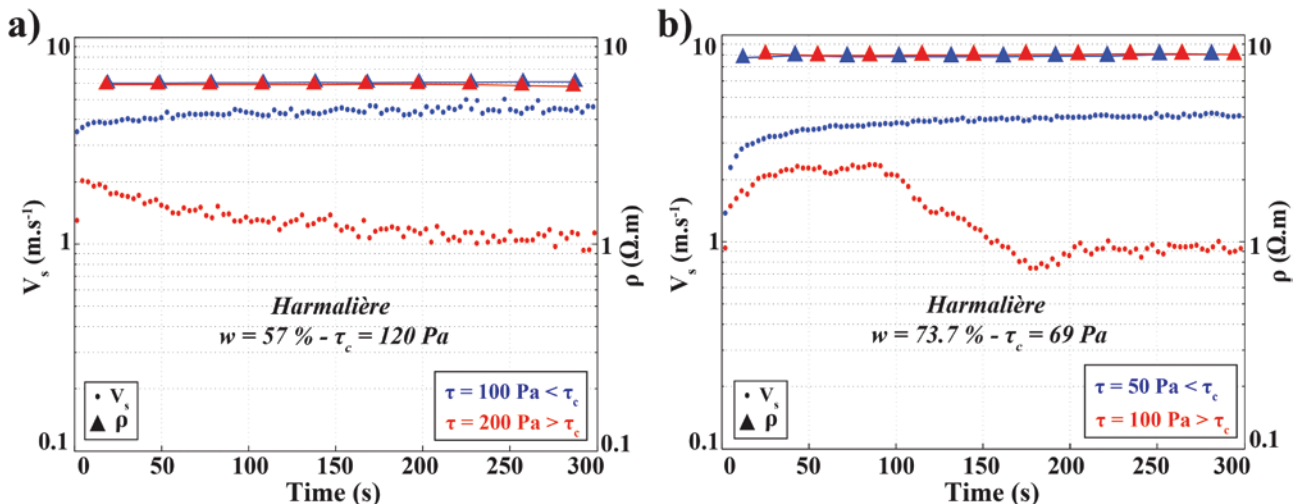 a)
10
1
0.1
V_s (m.s⁻¹)
10
1
0.1
ρ (Ω.m)
Harmalière
w = 57 % - τ_c = 120 Pa
V_s
ρ
τ = 100 Pa < τ_c
τ = 200 Pa > τ_c
0 50 100 150 200 250 300
Time (s)
b)
10
1
0.1
V_s (m.s⁻¹)
10
1
0.1
ρ (Ω.m)
Harmalière
w = 73.7 % - τ_c = 69 Pa
V_s
ρ
τ = 50 Pa < τ_c
τ = 100 Pa > τ_c
0 50 100 150 200 250 300
Time (s)